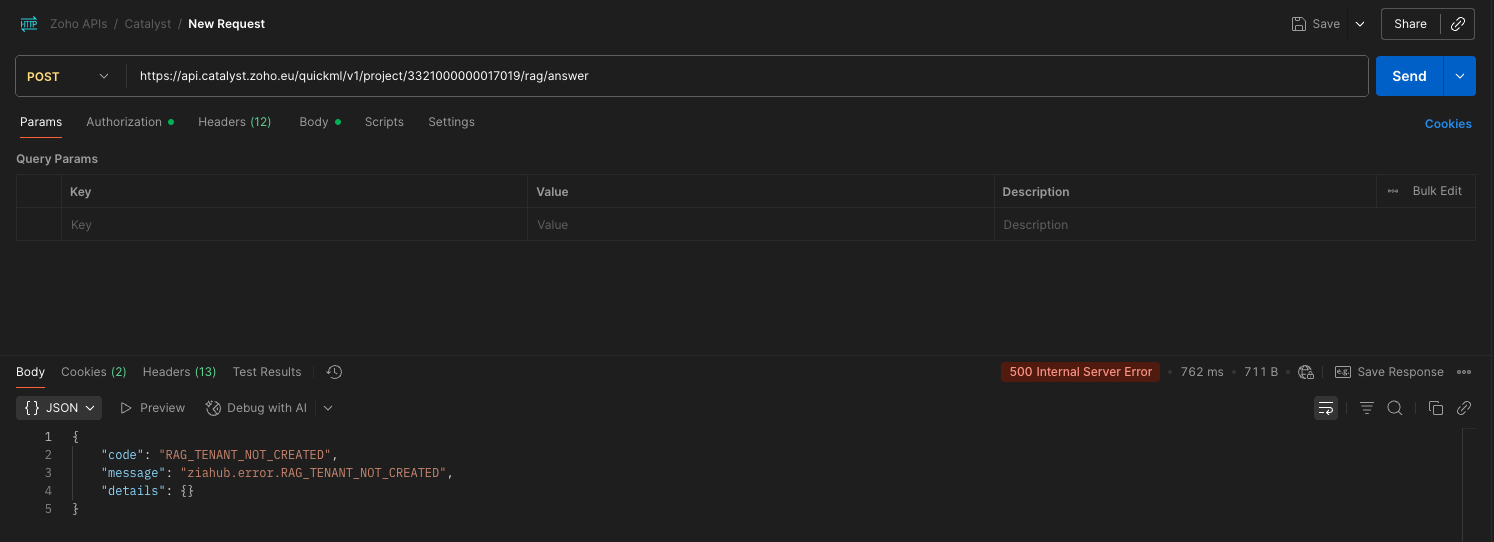 HTTP Zoho APIs / Catalyst / New Request Save Share
POST https://api.catalyst.zoho.eu/quickml/v1/project/3321000000017019/rag/answer Send
Params Authorization Headers (12) Body Scripts Settings Cookies
Query Params
Key Value Description Bulk Edit
Key Value Description
Body Cookies (2) Headers (13) Test Results 500 Internal Server Error • 762 ms • 711 B • e.g. Save Response
{} JSON Preview Debug with AI
1 {
2 "code": "RAG_TENANT_NOT_CREATED",
3 "message": "ziahub.error.RAG_TENANT_NOT_CREATED",
4 "details": {}
5 }